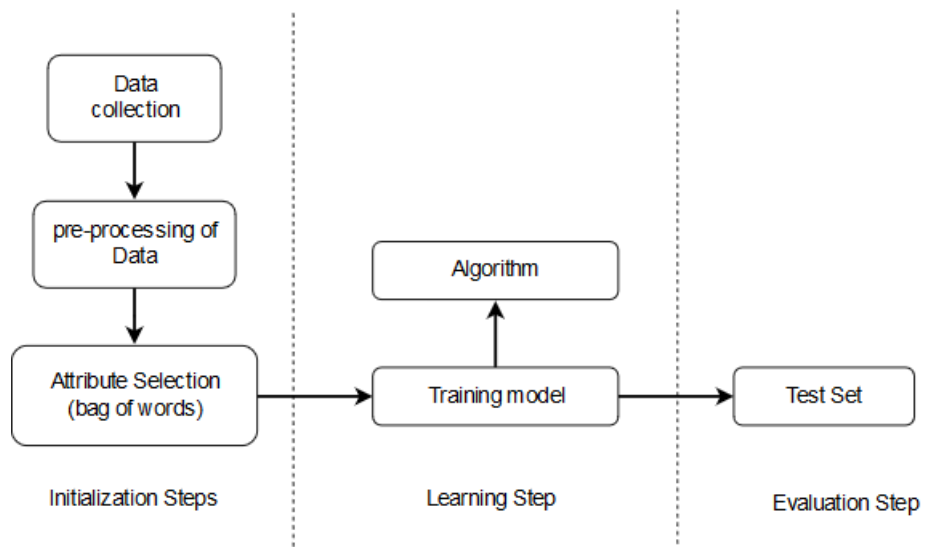 Data
collection
pre-processing of
Data
Attribute Selection
(bag of words)
Initialization Steps
Algorithm
Training model
Learning Step
Test Set
Evaluation Step